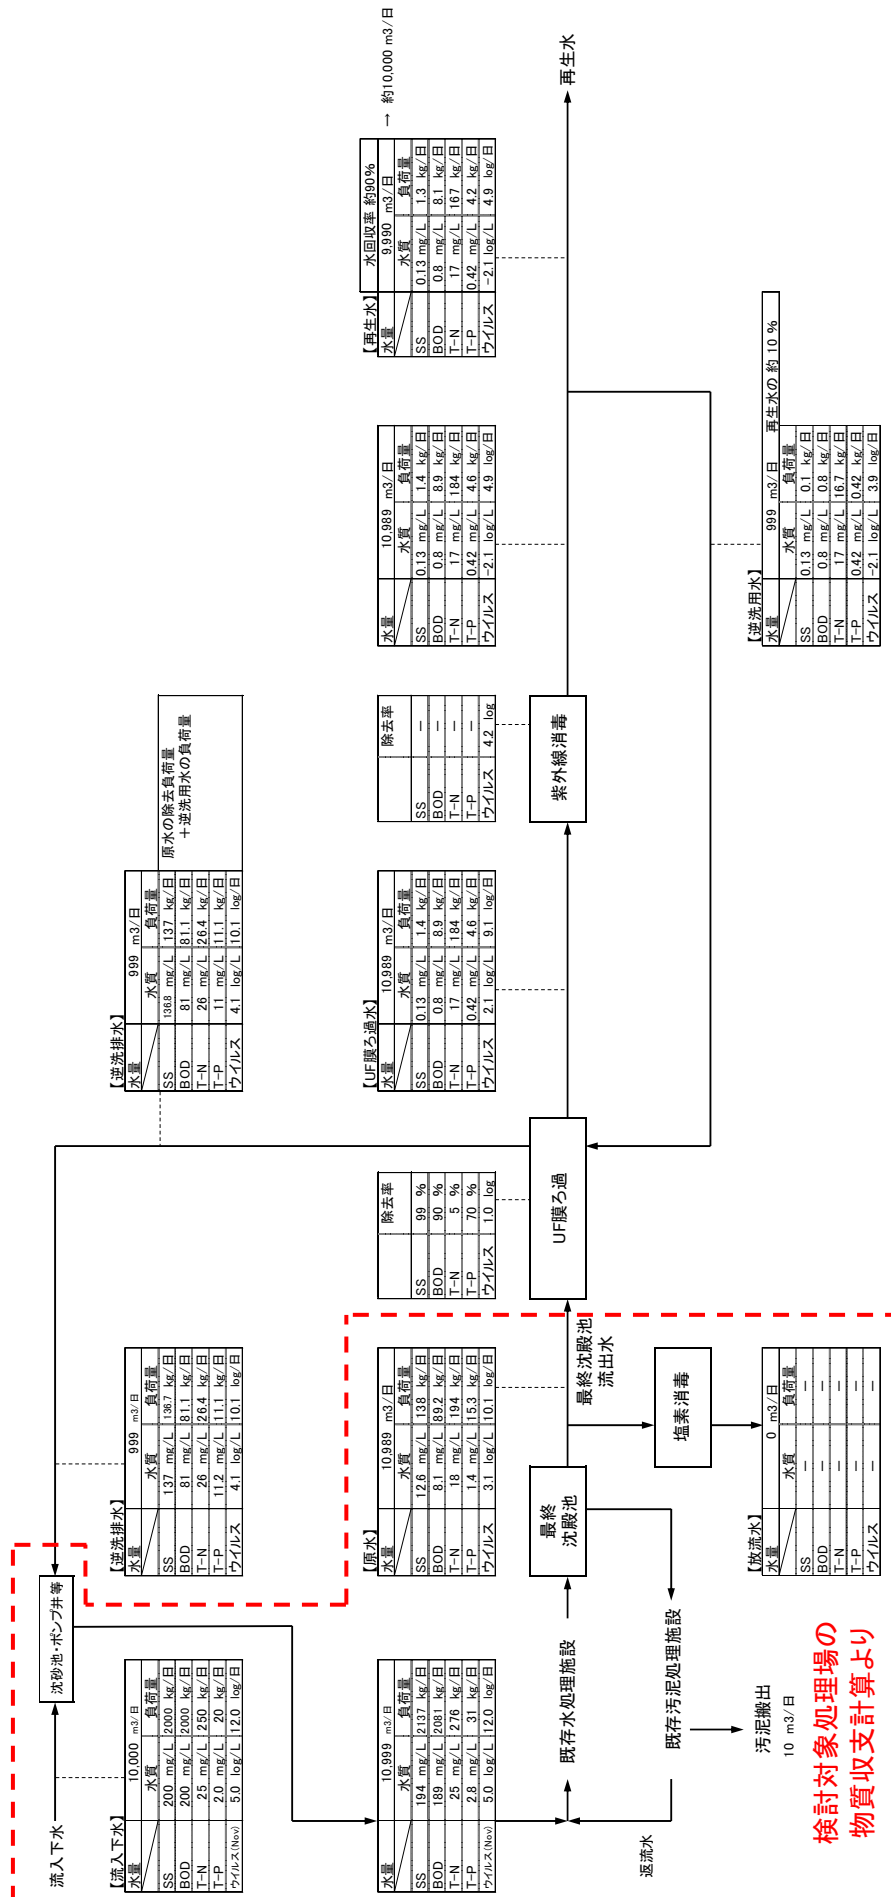 流入下水
【流入下水】
水量 10,000 m3/日
水質 負荷量
SS 200 mg/L 2000 kg/日
BOD 200 mg/L 2000 kg/日
T-N 25 mg/L 250 kg/日
T-P 2.0 mg/L 20 kg/日
ウイルス(Nov) 5.0 log/L 12.0 log/日
沈砂池・ポンプ井等
【逆洗排水】
水量 999 m3/日
水質 負荷量
SS 137 mg/L 136.7 kg/日
BOD 81 mg/L 81.1 kg/日
T-N 26 mg/L 26.4 kg/日
T-P 11.2 mg/L 11.1 kg/日
ウイルス 4.1 log/L 10.1 log/日
【逆洗排水】
水量 999 m3/日
水質 負荷量
SS 136.8 mg/L 137 kg/日
BOD 81 mg/L 81.1 kg/日
T-N 26 mg/L 26.4 kg/日
T-P 11 mg/L 11.1 kg/日
ウイルス 4.1 log/L 10.1 log/日
原水の除去負荷量
+逆洗用水の負荷量
水量 10,999 m3/日
水質 負荷量
SS 194 mg/L 2137 kg/日
BOD 189 mg/L 2081 kg/日
T-N 25 mg/L 276 kg/日
T-P 2.8 mg/L 31 kg/日
ウイルス(Nov) 5.0 log/L 12.0 log/日
【原水】
水量 10,989 m3/日
水質 負荷量
SS 12.6 mg/L 138 kg/日
BOD 8.1 mg/L 89.2 kg/日
T-N 18 mg/L 194 kg/日
T-P 1.4 mg/L 15.3 kg/日
ウイルス 3.1 log/L 10.1 log/日
除去率
SS 99 %
BOD 90 %
T-N 5 %
T-P 70 %
ウイルス 1.0 log
【UF膜ろ過水】
水量 10,989 m3/日
水質 負荷量
SS 0.13 mg/L 1.4 kg/日
BOD 0.8 mg/L 8.9 kg/日
T-N 17 mg/L 184 kg/日
T-P 0.42 mg/L 4.6 kg/日
ウイルス 2.1 log/L 9.1 log/日
除去率
SS －
BOD －
T-N －
T-P －
ウイルス 4.2 log
水量 10,989 m3/日
水質 負荷量
SS 0.13 mg/L 1.4 kg/日
BOD 0.8 mg/L 8.9 kg/日
T-N 17 mg/L 184 kg/日
T-P 0.42 mg/L 4.6 kg/日
ウイルス -2.1 log/L 4.9 log/日
【再生水】 水回収率 約90%
水量 9,990 m3/日 → 約10,000 m3/日
水質 負荷量
SS 0.13 mg/L 1.3 kg/日
BOD 0.8 mg/L 8.1 kg/日
T-N 17 mg/L 167 kg/日
T-P 0.42 mg/L 4.2 kg/日
ウイルス -2.1 log/L 4.9 log/日
既存水処理施設
最終
沈殿池
最終沈殿池
流出水
UF膜ろ過
紫外線消毒
再生水
返流水
既存汚泥処理施設
塩素消毒
汚泥搬出
10 m3/日
【放流水】
水量 0 m3/日
水質 負荷量
SS － －
BOD － －
T-N － －
T-P － －
ウイルス － －
【逆洗用水】
水量 999 m3/日 再生水の 約 10 %
水質 負荷量
SS 0.13 mg/L 0.1 kg/日
BOD 0.8 mg/L 0.8 kg/日
T-N 17 mg/L 16.7 kg/日
T-P 0.42 mg/L 0.42 kg/日
ウイルス -2.1 log/L 3.9 log/日
検討対象処理場の
物質収支計算より